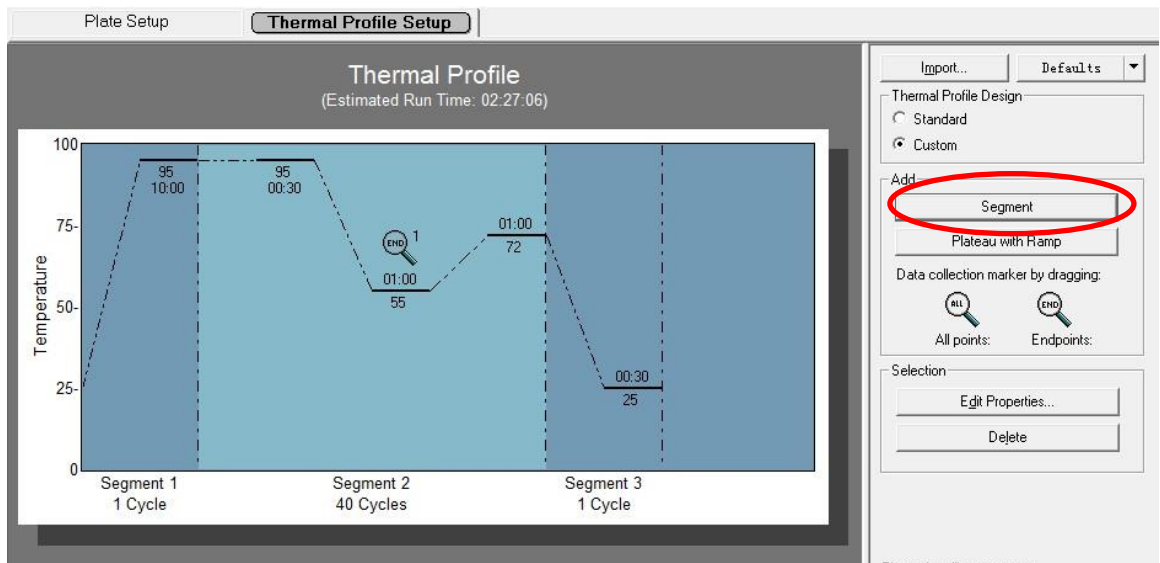 Plate Setup
Thermal Profile Setup
Thermal Profile
(Estimated Run Time: 02:27:06)
Temperature
100
75-
50-
25-
0
95
10:00
95
00:30
END 1
01:00
55
01:00
72
00:30
25
Segment 1
1 Cycle
Segment 2
40 Cycles
Segment 3
1 Cycle
Import...
Defaults
Thermal Profile Design
Standard
Custom
Add
Segment
Plateau with Ramp
Data collection marker by dragging:
ALL
END
All points:
Endpoints:
Selection
Edit Properties...
Delete